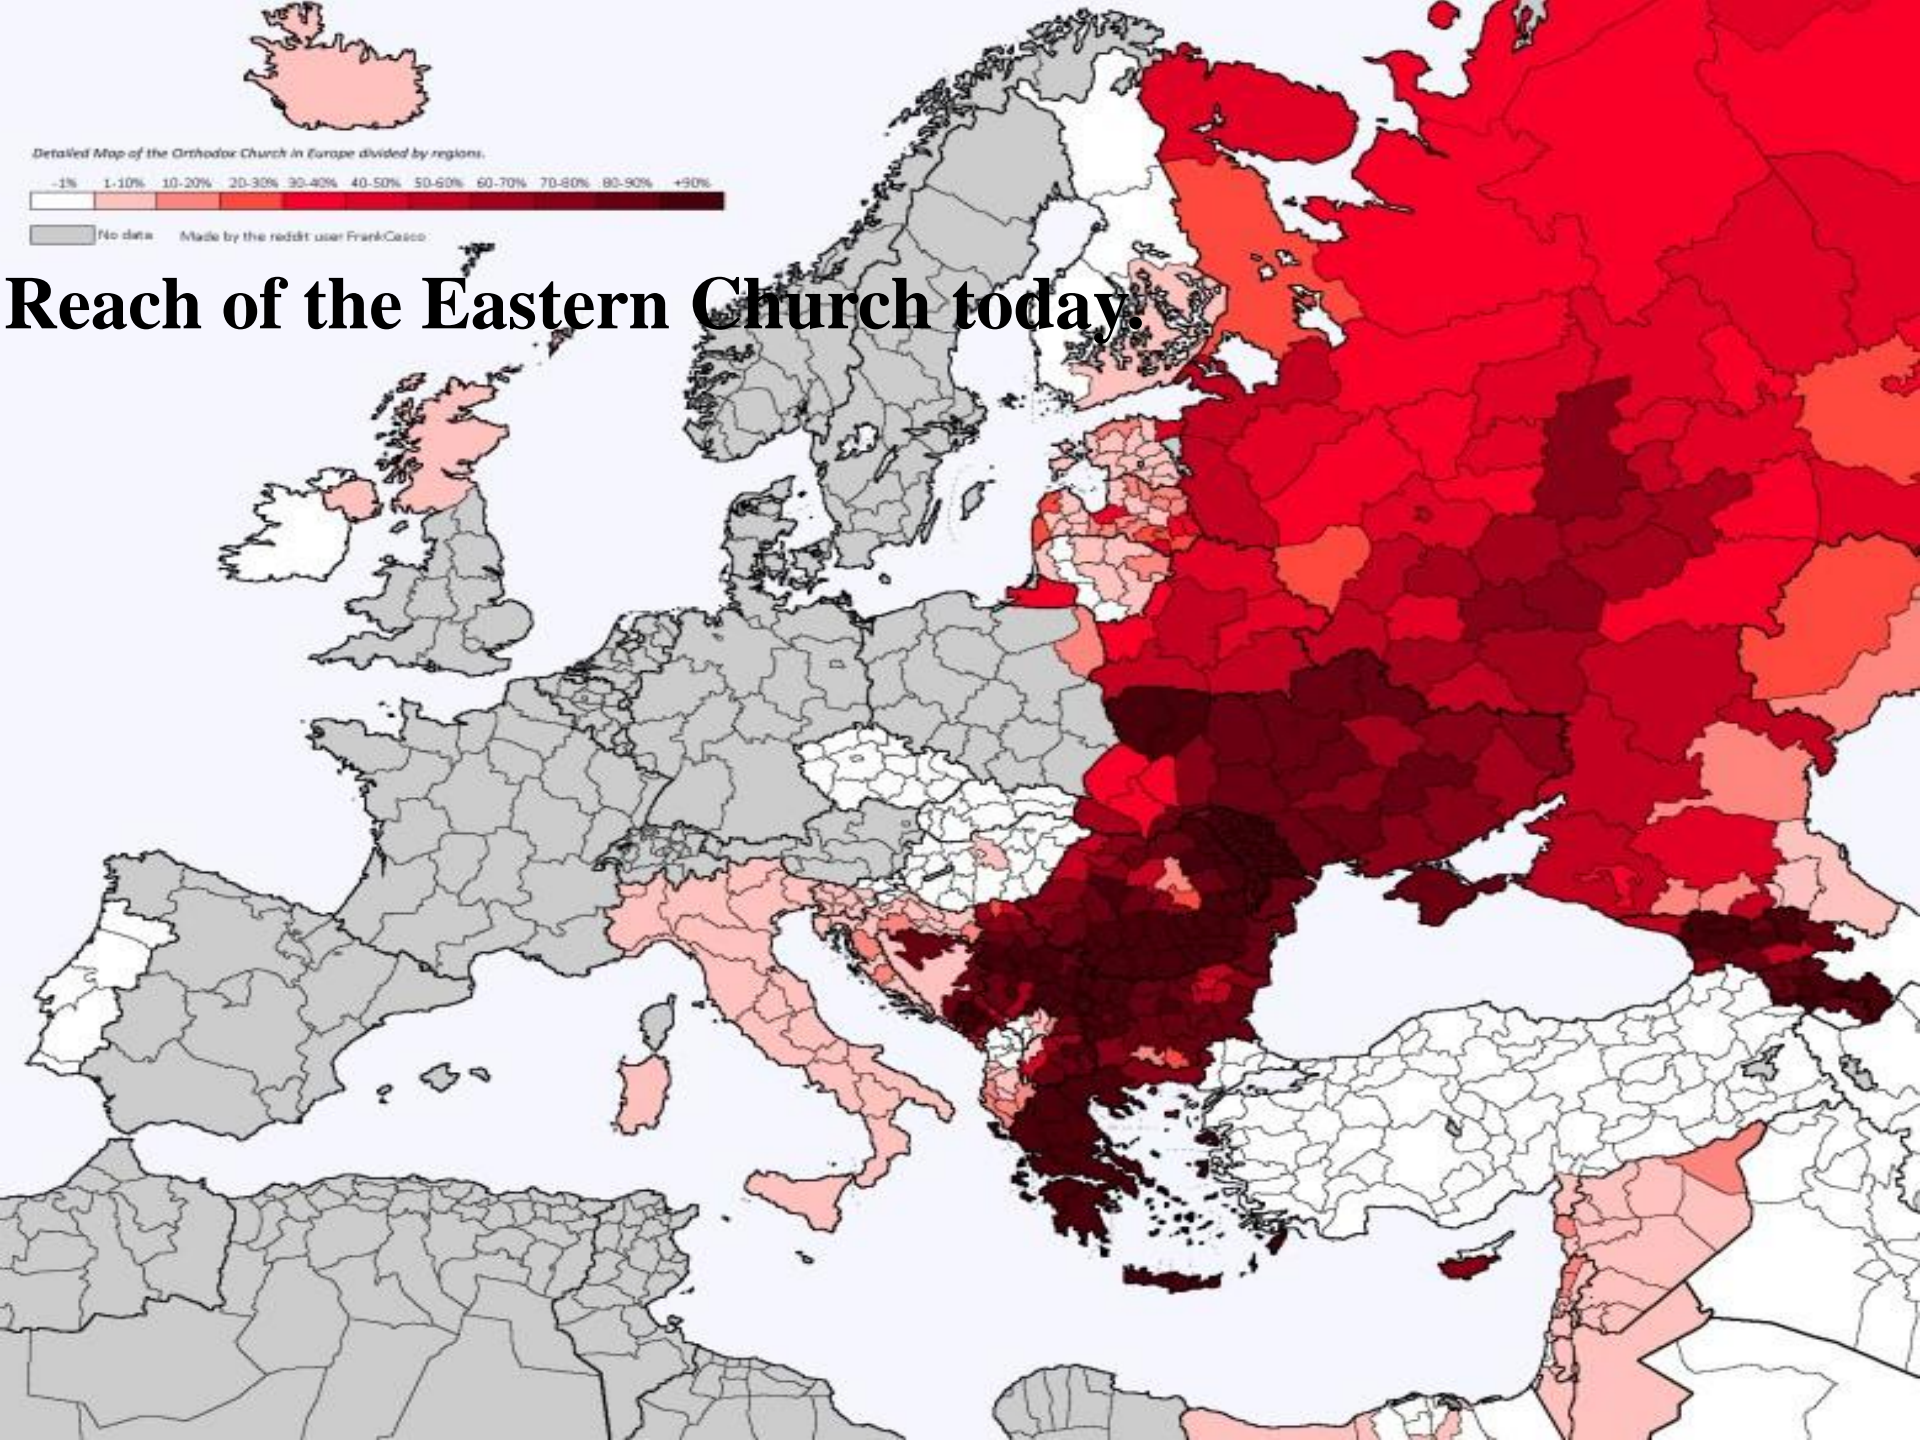 Detailed Map of the Orthodox Church in Europe divided by regions.
-1% 1-10% 10-20% 20-30% 30-40% 40-50% 50-60% 60-70% 70-80% 80-90% +90%
No data Made by the reddit user FrankCesco
Reach of the Eastern Church today.